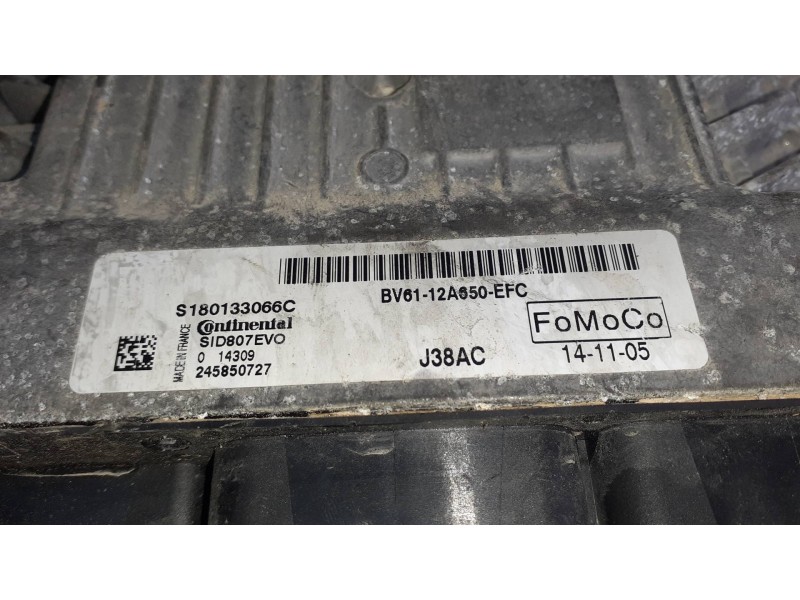 S180133066C
Continental
SID807EVO
0 14309
245850727
MADE IN FRANCE
BV61-12A650-EFC
FoMoCo
J38AC
14-11-05